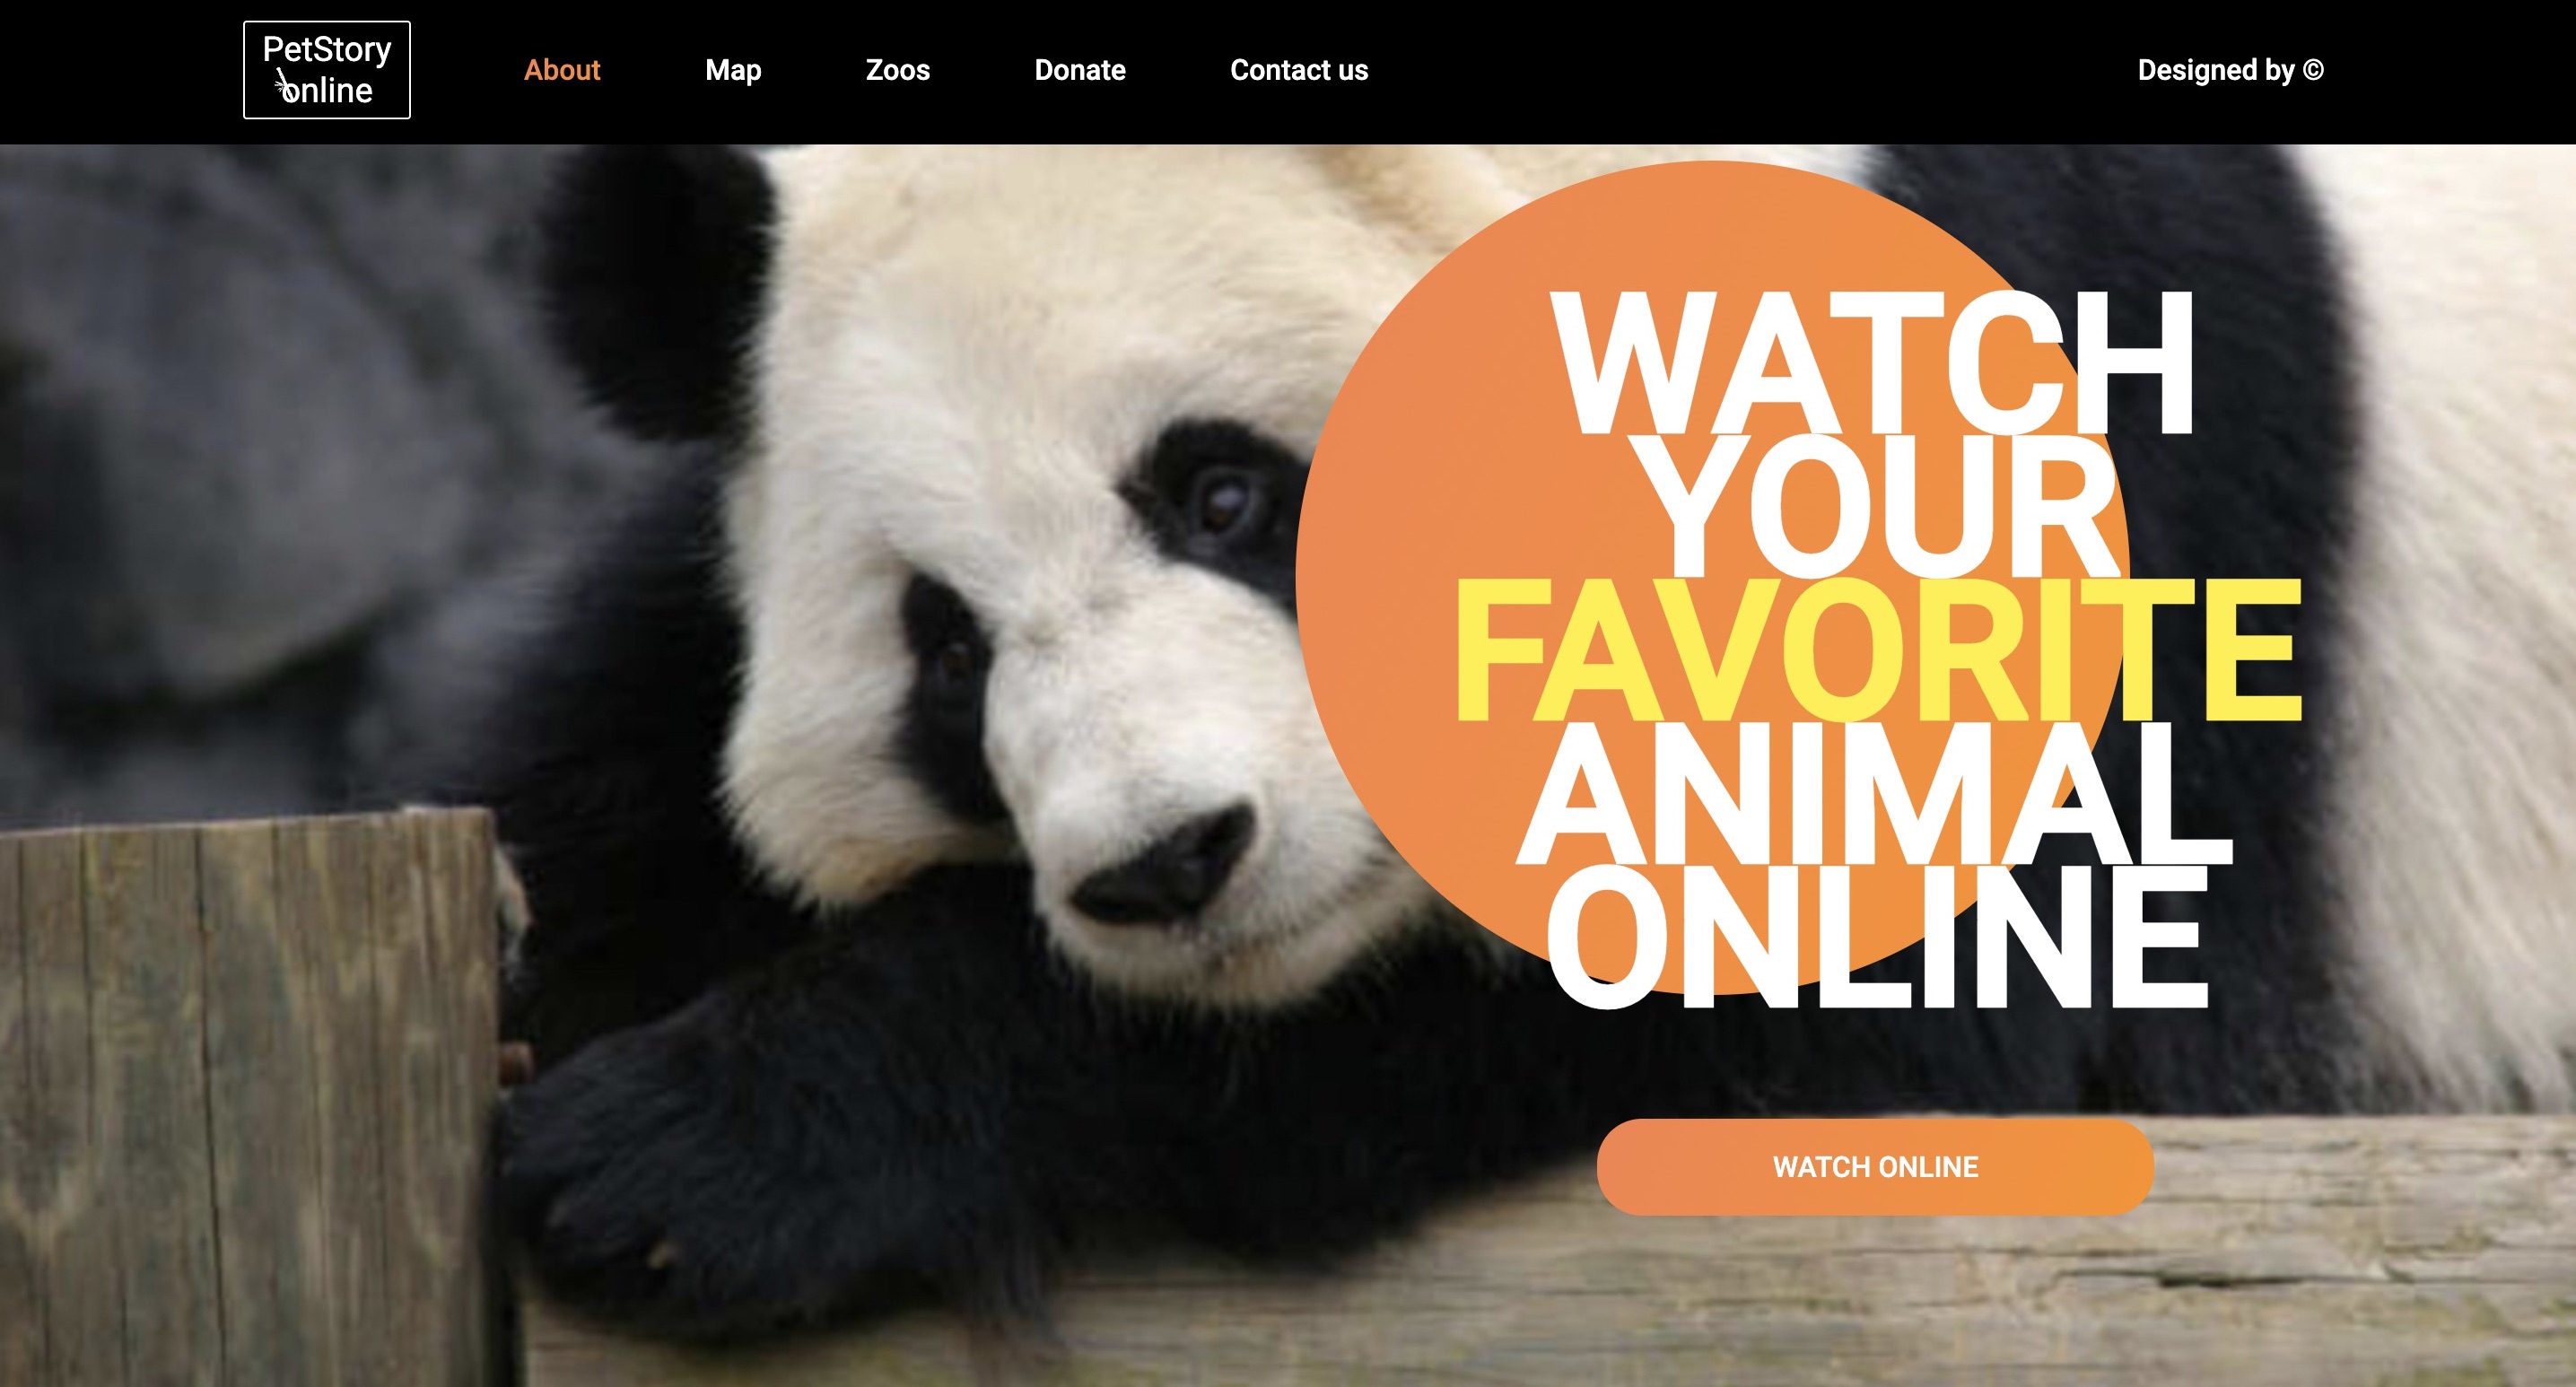 PetStory
online
About
Map
Zoos
Donate
Contact us
Designed by ©
WATCH
YOUR
FAVORITE
ANIMAL
ONLINE
WATCH ONLINE